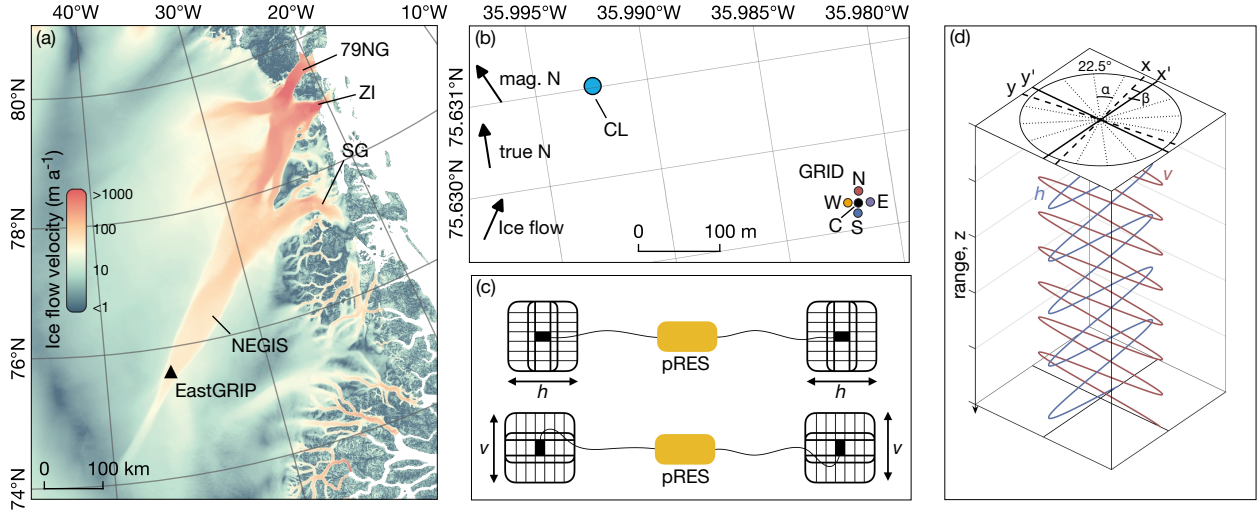 40°W
30°W
20°W
10°W
(a)
79NG
ZI
SG
80°N
78°N
76°N
74°N
Ice flow velocity (m a⁻¹)
>1000
100
10
<1
NEGIS
EastGRIP
0
100 km
35.995°W
35.990°W
35.985°W
35.980°W
(b)
mag. N
true N
Ice flow
75.631°N
75.630°N
CL
GRID
N
W
E
C
S
0
100 m
(c)
pRES
h
h
v
pRES
v
(d)
22.5°
x
x'
y'
y
α
β
h
v
range, z